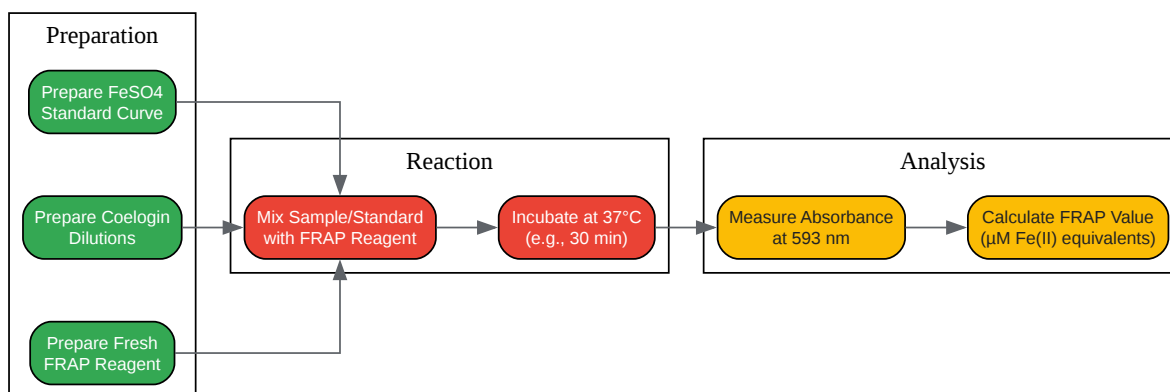 Preparation
Prepare FeSO4
Standard Curve
Prepare Coelogin
Dilutions
Prepare Fresh
FRAP Reagent
Reaction
Mix Sample/Standard
with FRAP Reagent
Incubate at 37°C
(e.g., 30 min)
Analysis
Measure Absorbance
at 593 nm
Calculate FRAP Value
(µM Fe(II) equivalents)